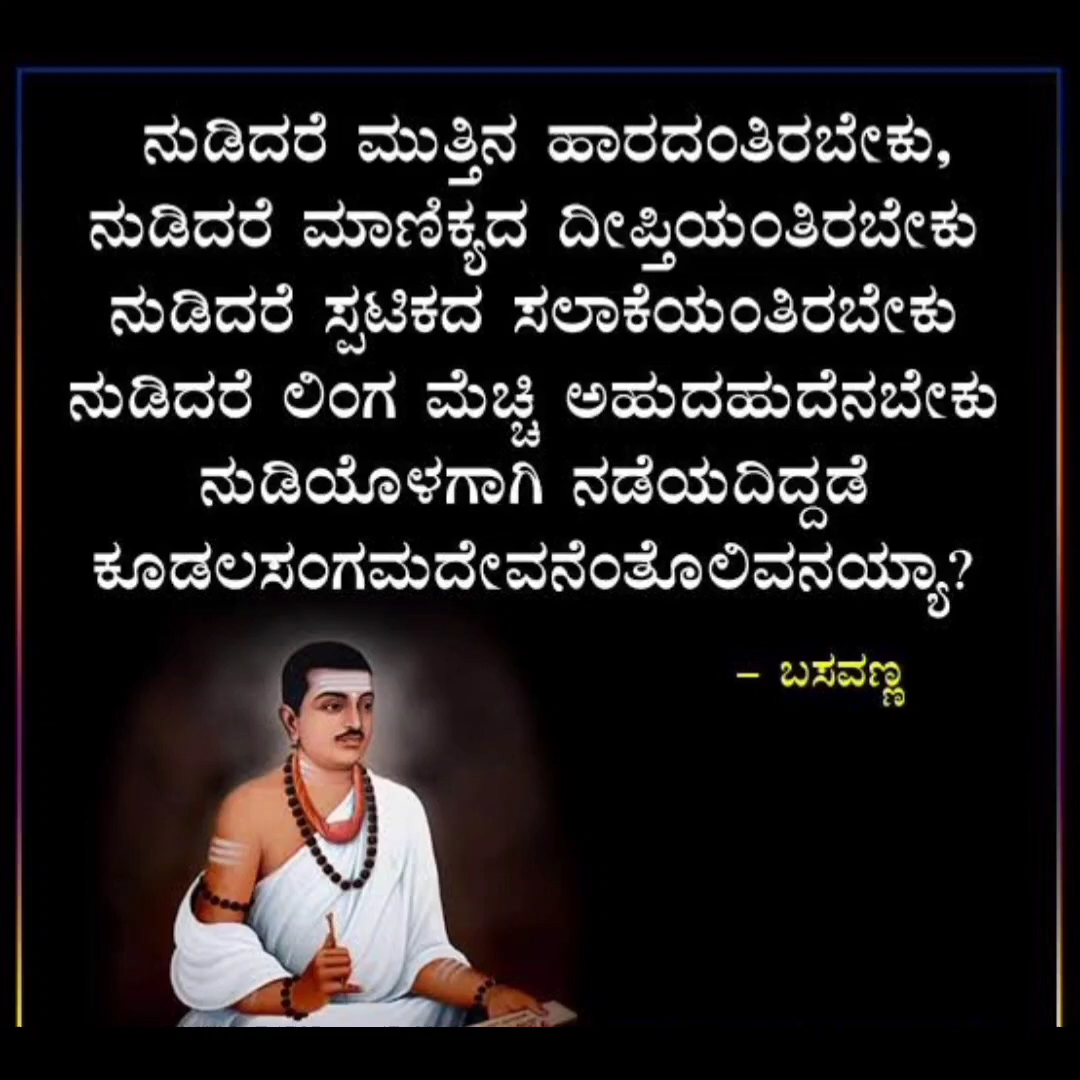 ನುಡಿದರೆ ಮುತ್ತಿನ ಹಾರದಂತಿರಬೇಕು,
ನುಡಿದರೆ ಮಾಣಿಕ್ಯದ ದೀಪ್ತಿಯಂತಿರಬೇಕು
ನುಡಿದರೆ ಸ್ಪಟಿಕದ ಸಲಾಕೆಯಂತಿರಬೇಕು
ನುಡಿದರೆ ಲಿಂಗ ಮೆಚ್ಚಿ ಅಹುದಹುದೆನಬೇಕು
ನುಡಿಯೊಳಗಾಗಿ ನಡೆಯದಿದ್ದಡೆ
ಕೂಡಲಸಂಗಮದೇವನೆಂತೊಲಿವನಯ್ಯಾ?
– ಬಸವಣ್ಣ